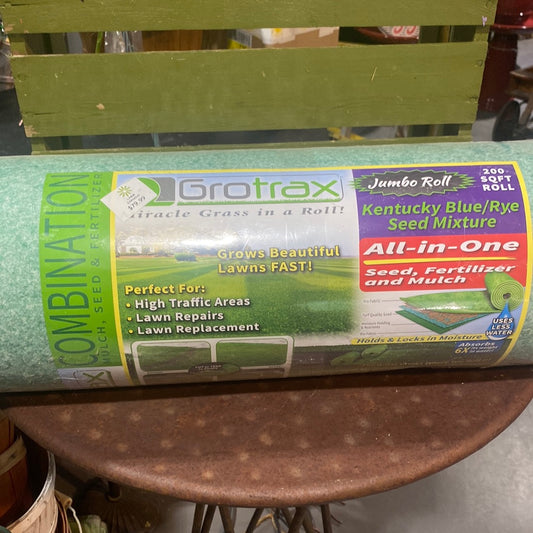 COMBINATION
MULCH, SEED & FERTILIZER
$79.99
Grotrax
Miracle Grass in a Roll!
Jumbo Roll
200
SQFT
ROLL
Kentucky Blue/Rye
Seed Mixture
All-in-One
Seed, Fertilizer
and Mulch
Grows Beautiful
Lawns FAST!
Perfect For:
• High Traffic Areas
• Lawn Repairs
• Lawn Replacement
USES
LESS
WATER
Holds & Locks in Moisture
Absorbs
6X